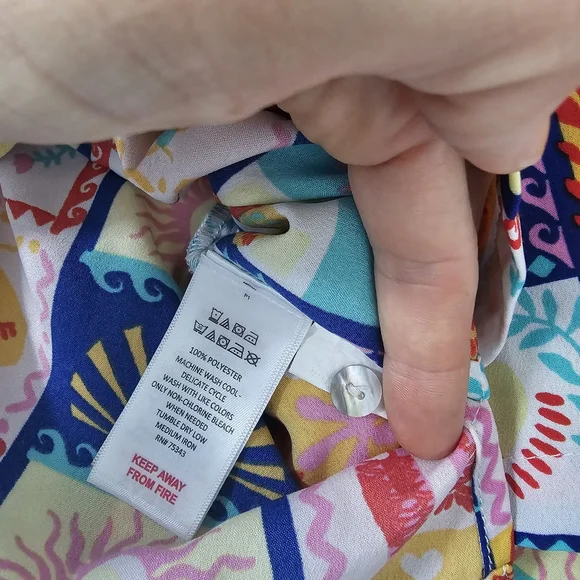 100% POLYESTER
MACHINE WASH COOL-
DELICATE CYCLE
WASH WITH LIKE COLORS
ONLY NON-CHLORINE BLEACH
WHEN NEEDED
TUMBLE DRY LOW
MEDIUM IRON
RN# 75343
KEEP AWAY
FROM FIRE